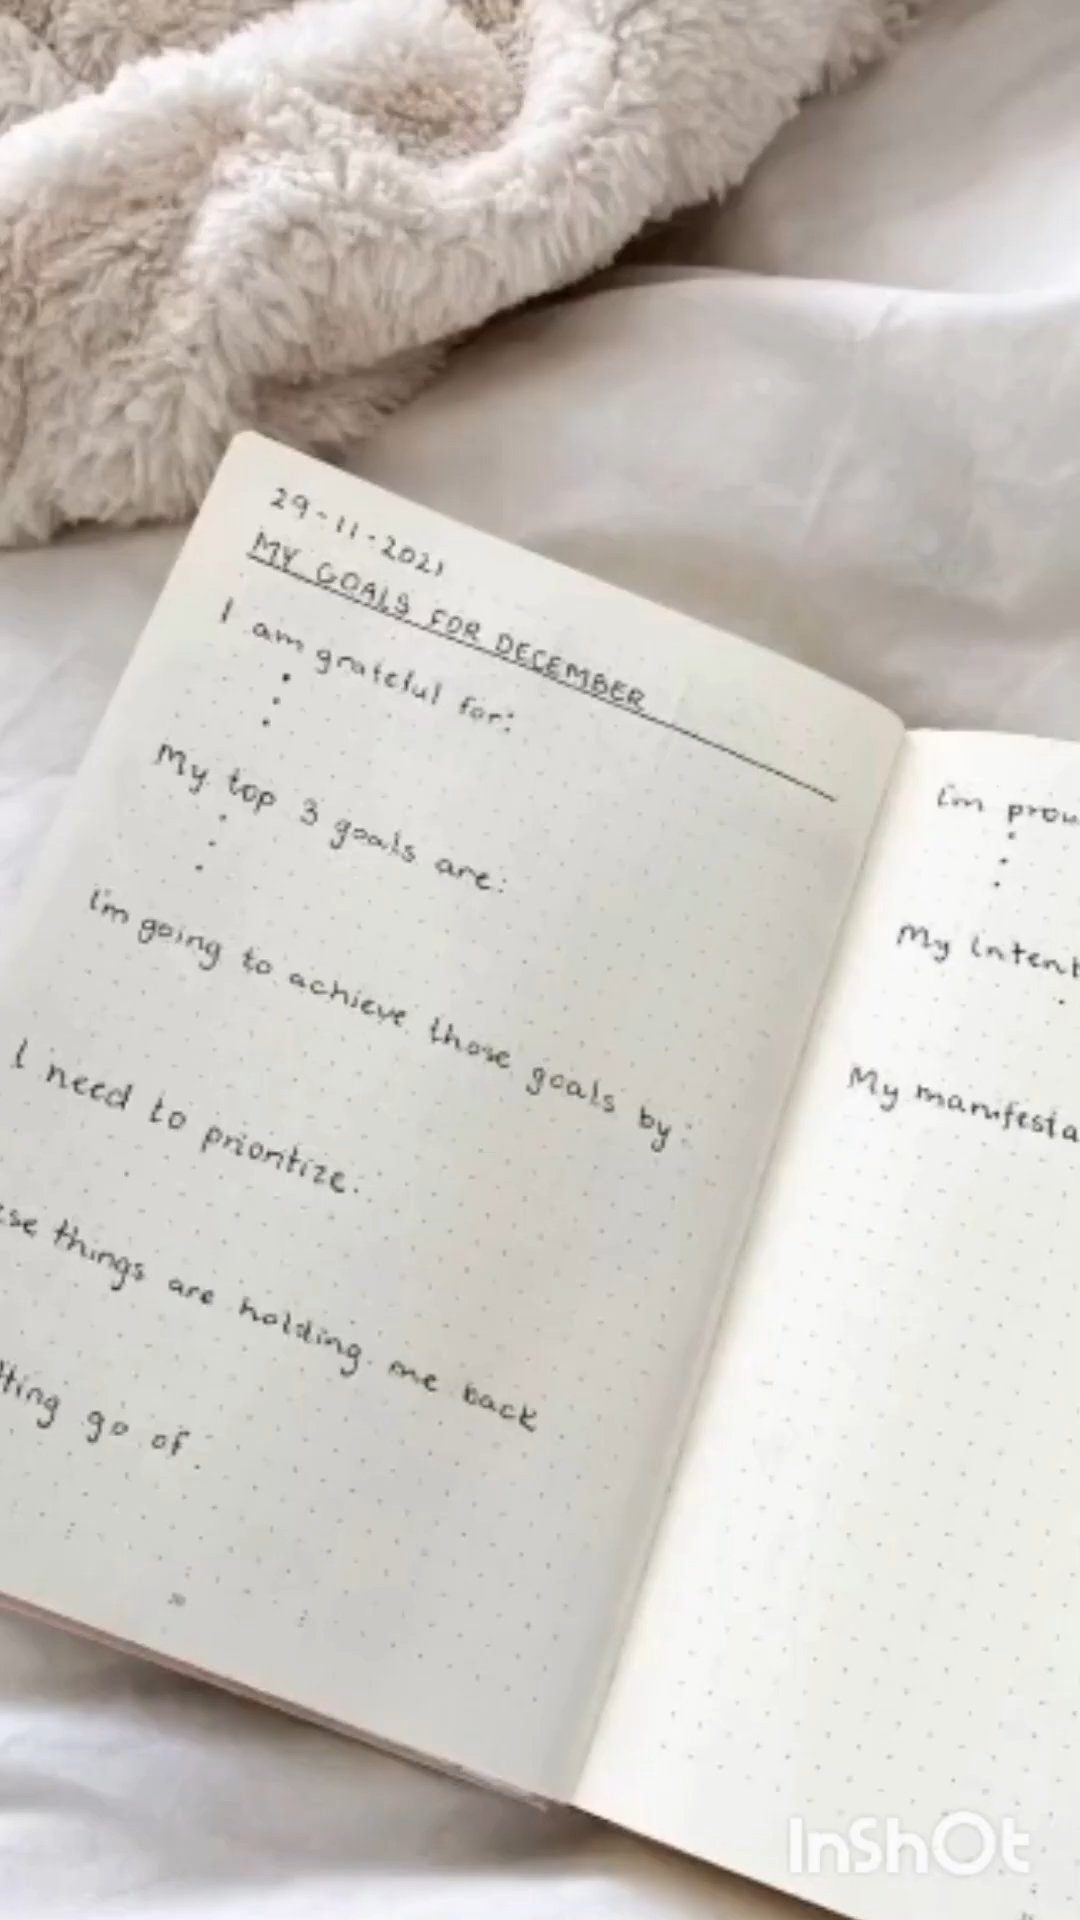 29-11-2021
MY GOALS FOR DECEMBER
I am grateful for:
My top 3 goals are:
I'm going to achieve those goals by:
I need to prioritize:
things are holding me back
go of.
I'm
My
My
InShOt